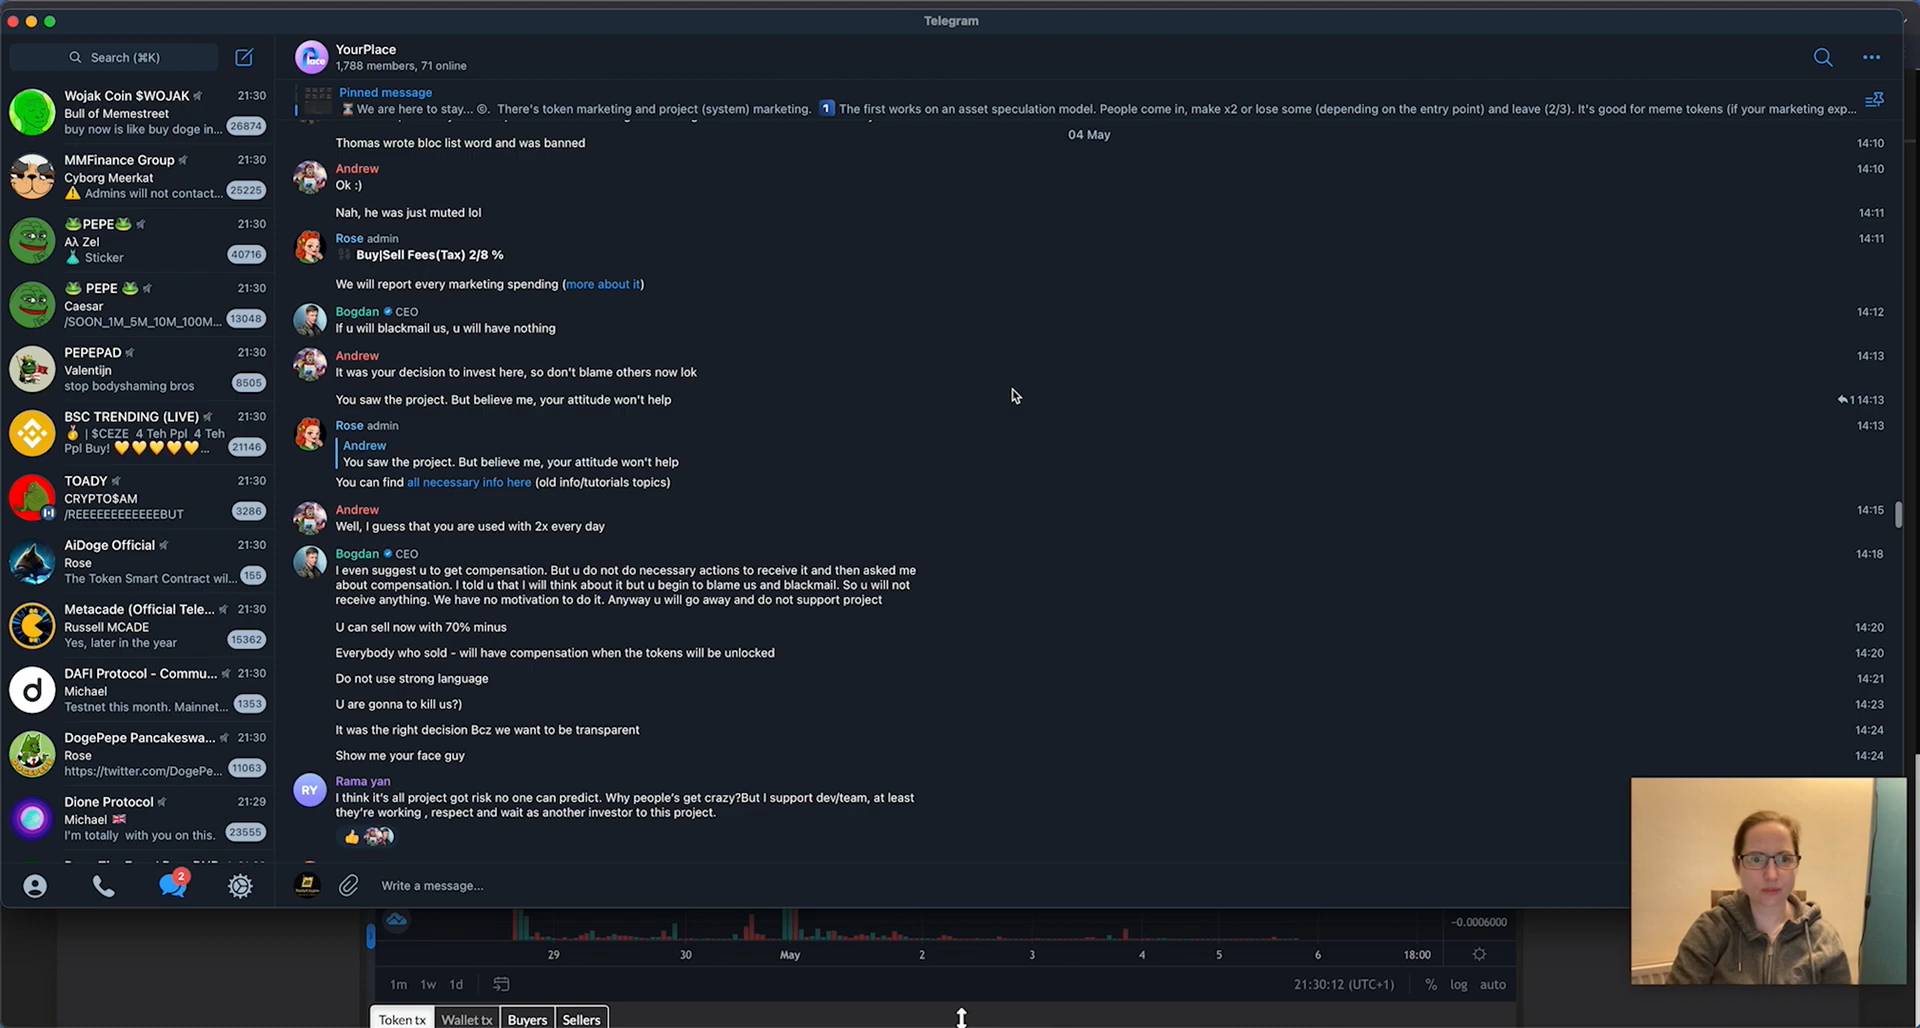 Telegram
Search (⌘K)
Wojak Coin $WOJAK 21:30
Bull of Memestreet
buy now is like buy doge in... 26874
MMFinance Group 21:30
Cyborg Meerkat
⚠️ Admins will not contact... 25225
🐸PEPE🐸 21:30
Αλ Zel
👗 Sticker 40716
🐸 PEPE 🐸 21:30
Caesar
/SOON_1M_5M_10M_100M... 13048
PEPEPAD 21:30
Valentijn
stop bodyshaming bros 8505
BSC TRENDING (LIVE) 21:30
🥇 | $CEZE 4 Teh Ppl 4 Teh
Ppl Buy! 💛💛💛💛💛... 21146
TOADY 21:30
CRYPTO$AM
/REEEEEEEEEEEBUT 3286
AiDoge Official 21:30
Rose
The Token Smart Contract wil... 155
Metacade (Official Tele... 21:30
Russell MCADE
Yes, later in the year 15362
DAFI Protocol - Commu... 21:30
Michael
Testnet this month. Mainnet... 1353
DogePepe Pancakeswa... 21:30
Rose
https://twitter.com/DogePe... 11063
Dione Protocol 21:29
Michael 🇬🇧
I'm totally with you on this. 23555
2
YourPlace
1,788 members, 71 online
Pinned message
⏳We are here to stay... ©. There's token marketing and project (system) marketing. 1 The first works on an asset speculation model. People come in, make x2 or lose some (depending on the entry point) and leave (2/3). It's good for meme tokens (if your marketing exp...
04 May
Thomas wrote bloc list word and was banned 14:10
Andrew 14:10
Ok :)
Nah, he was just muted lol 14:11
Rose admin 14:11
Buy|Sell Fees(Tax) 2/8 %
We will report every marketing spending (more about it)
Bogdan CEO 14:12
If u will blackmail us, u will have nothing
Andrew 14:13
It was your decision to invest here, so don't blame others now lok
You saw the project. But believe me, your attitude won't help 1 14:13
Rose admin 14:13
Andrew
You saw the project. But believe me, your attitude won't help
You can find all necessary info here (old info/tutorials topics)
Andrew 14:15
Well, I guess that you are used with 2x every day
Bogdan CEO 14:18
I even suggest u to get compensation. But u do not do necessary actions to receive it and then asked me
about compensation. I told u that I will think about it but u begin to blame us and blackmail. So u will not
receive anything. We have no motivation to do it. Anyway u will go away and do not support project
U can sell now with 70% minus 14:20
Everybody who sold - will have compensation when the tokens will be unlocked 14:20
Do not use strong language 14:21
U are gonna to kill us?) 14:23
It was the right decision Bcz we want to be transparent 14:24
Show me your face guy 14:24
RY
Rama yan
I think it's all project got risk no one can predict. Why people's get crazy?But I support dev/team, at least
they're working , respect and wait as another investor to this project.
👍
Write a message...
-0.0006000
29 30 May 2 3 4 5 6 18:00
1m 1w 1d 21:30:12 (UTC+1) % log auto
Token tx Wallet tx Buyers Sellers